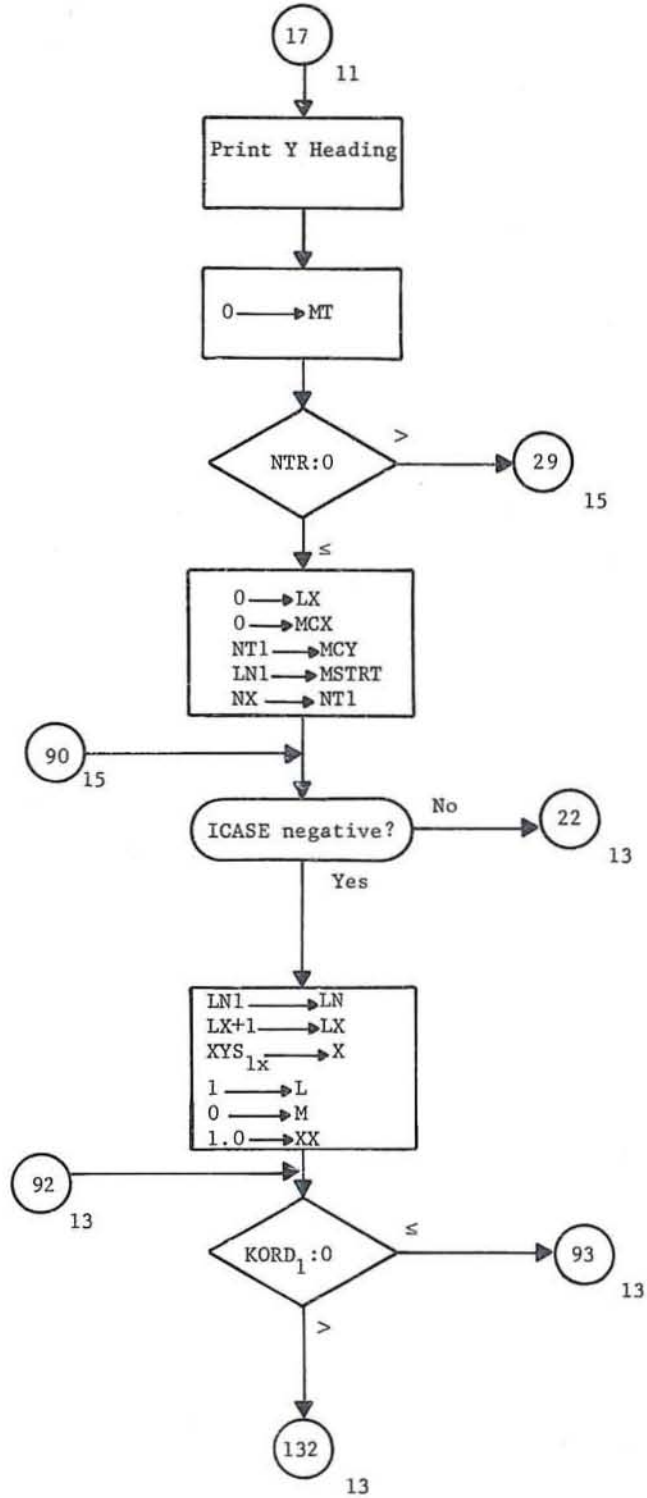 17
11
Print Y Heading
0 → MT
NTR:0
>
29
15
≤
0 → LX
0 → MCX
NT1 → MCY
LN1 → MSTRT
NX → NT1
90
15
ICASE negative?
No
22
13
Yes
LN1 → LN
LX+1 → LX
XYS1x → X
1 → L
0 → M
1.0 → XX
92
13
KORD1:0
≤
93
13
>
132
13